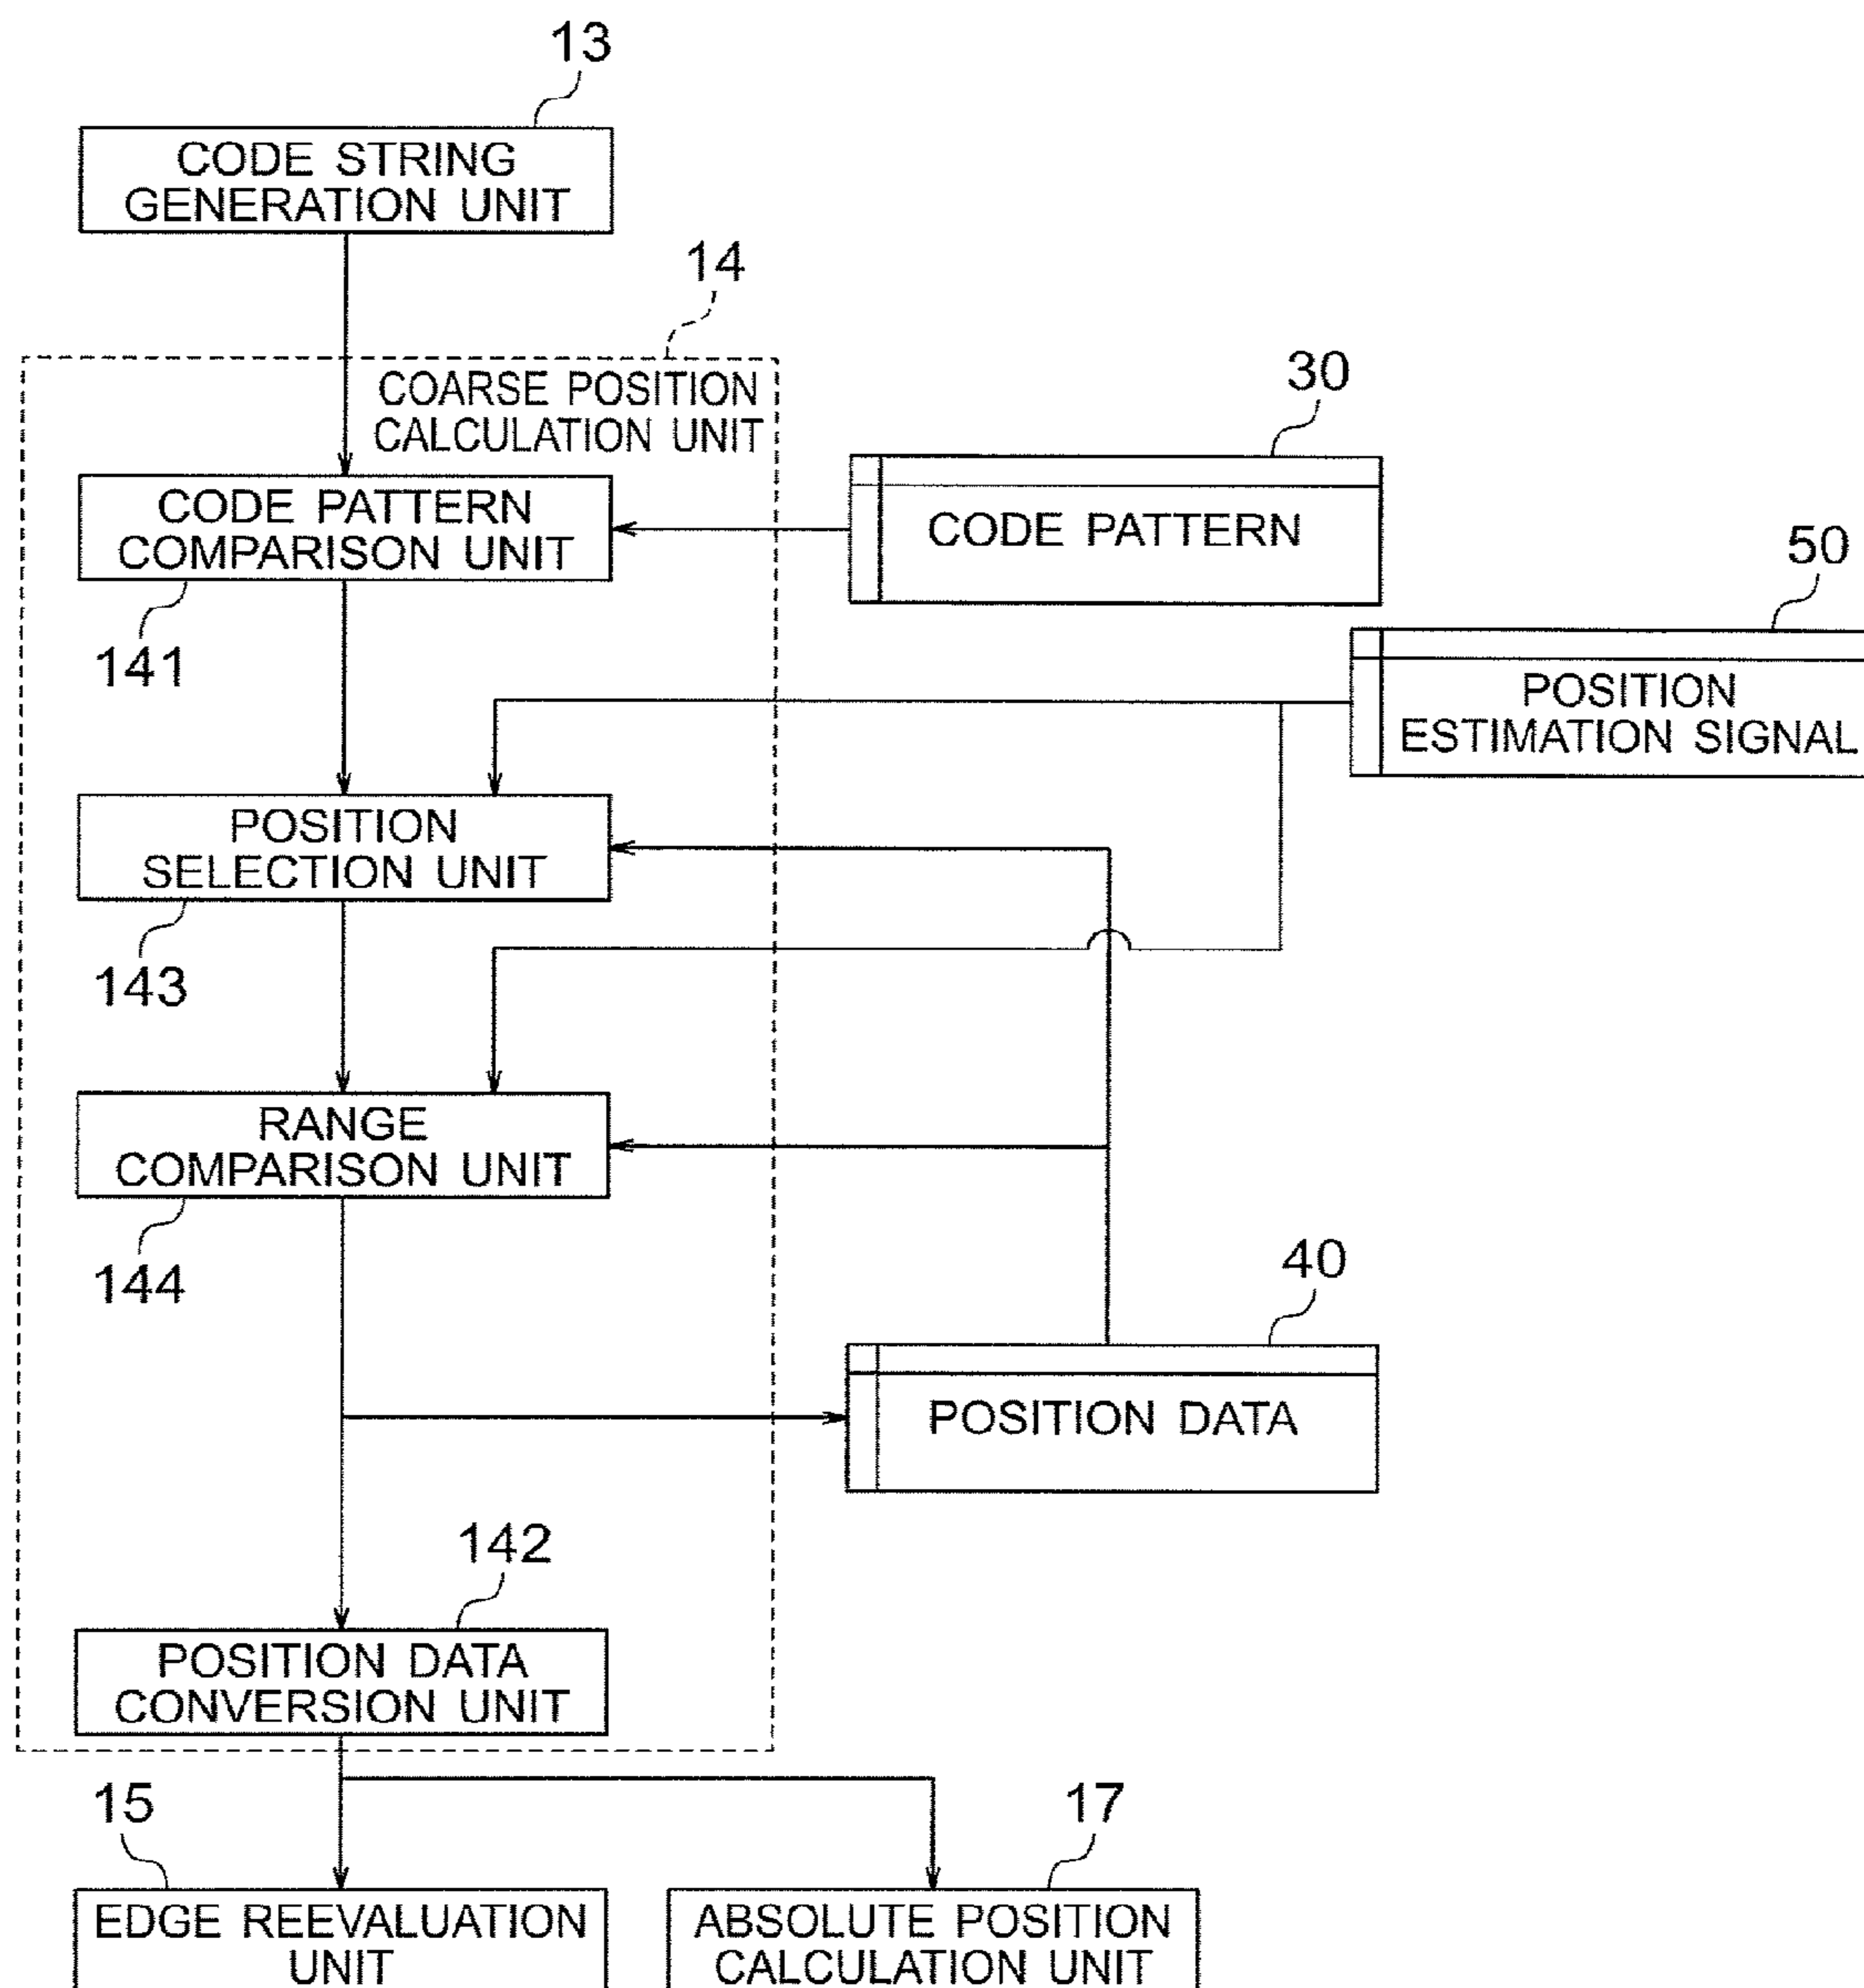 13
CODE STRING
GENERATION UNIT
14
COARSE POSITION
CALCULATION UNIT
30
CODE PATTERN
COMPARISON UNIT
CODE PATTERN
141
50
POSITION
ESTIMATION SIGNAL
POSITION
SELECTION UNIT
143
RANGE
COMPARISON UNIT
144
40
POSITION DATA
142
POSITION DATA
CONVERSION UNIT
15
17
EDGE REEVALUATION
UNIT
ABSOLUTE POSITION
CALCULATION UNIT